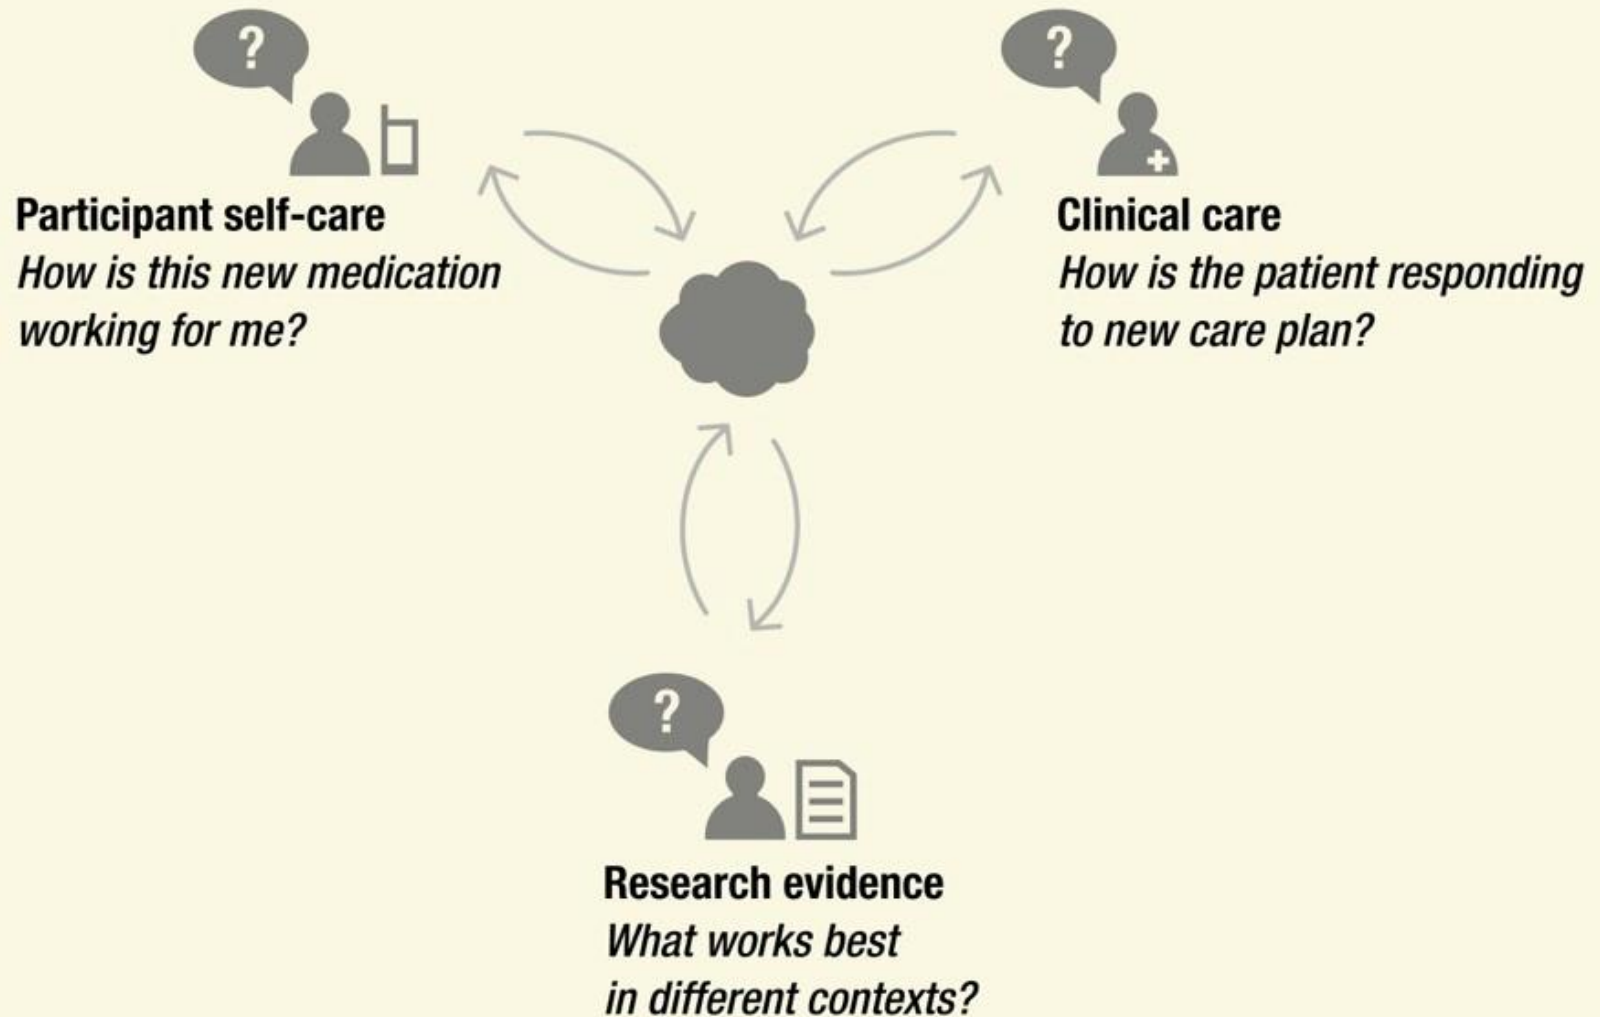 ?
?
Participant self-care
How is this new medication
working for me?
Clinical care
How is the patient responding
to new care plan?
?
Research evidence
What works best
in different contexts?